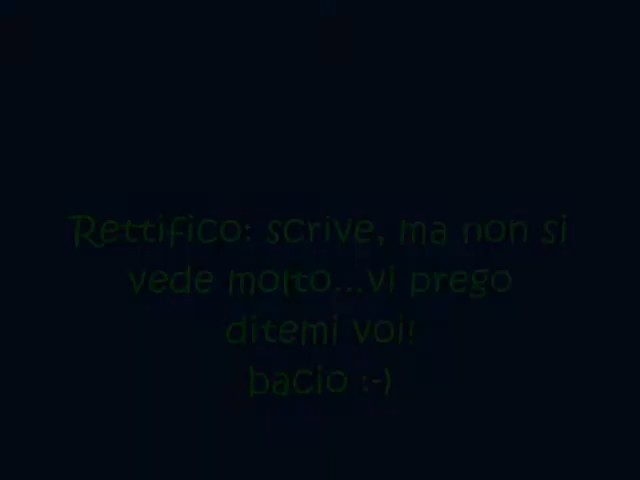 Rettifico: scrive, ma non si
vede molto...vi prego
ditemi voi!
bacio :-)